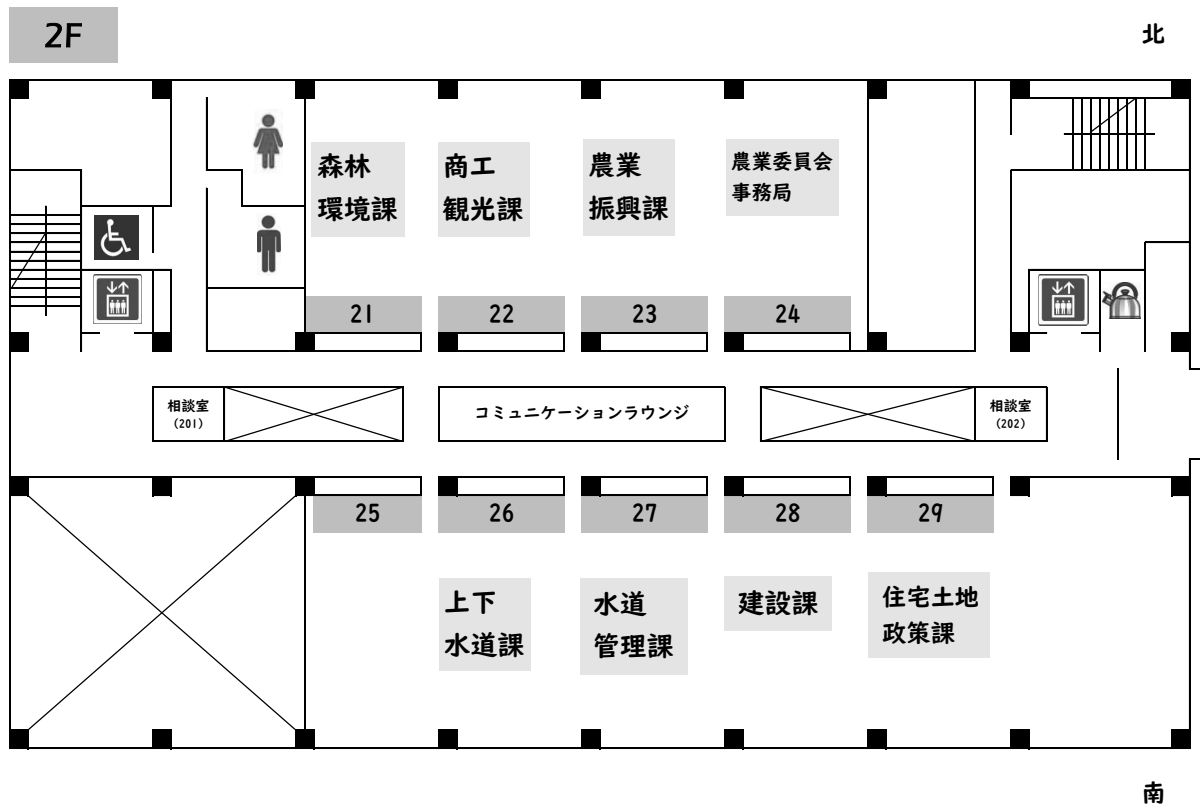 2F
北
森林
環境課
商工
観光課
農業
振興課
農業委員会
事務局
21
22
23
24
相談室
(201)
コミュニケーションラウンジ
相談室
(202)
25
26
27
28
29
上下
水道課
水道
管理課
建設課
住宅土地
政策課
南